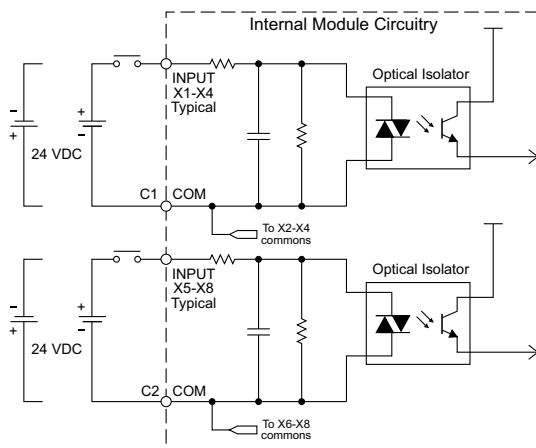 Internal Module Circuitry
INPUT
X1-X4
Typical
Optical Isolator
-
+
+
-
24 VDC
C1 COM
To X2-X4
commons
INPUT
X5-X8
Typical
Optical Isolator
-
+
+
-
24 VDC
C2 COM
To X6-X8
commons